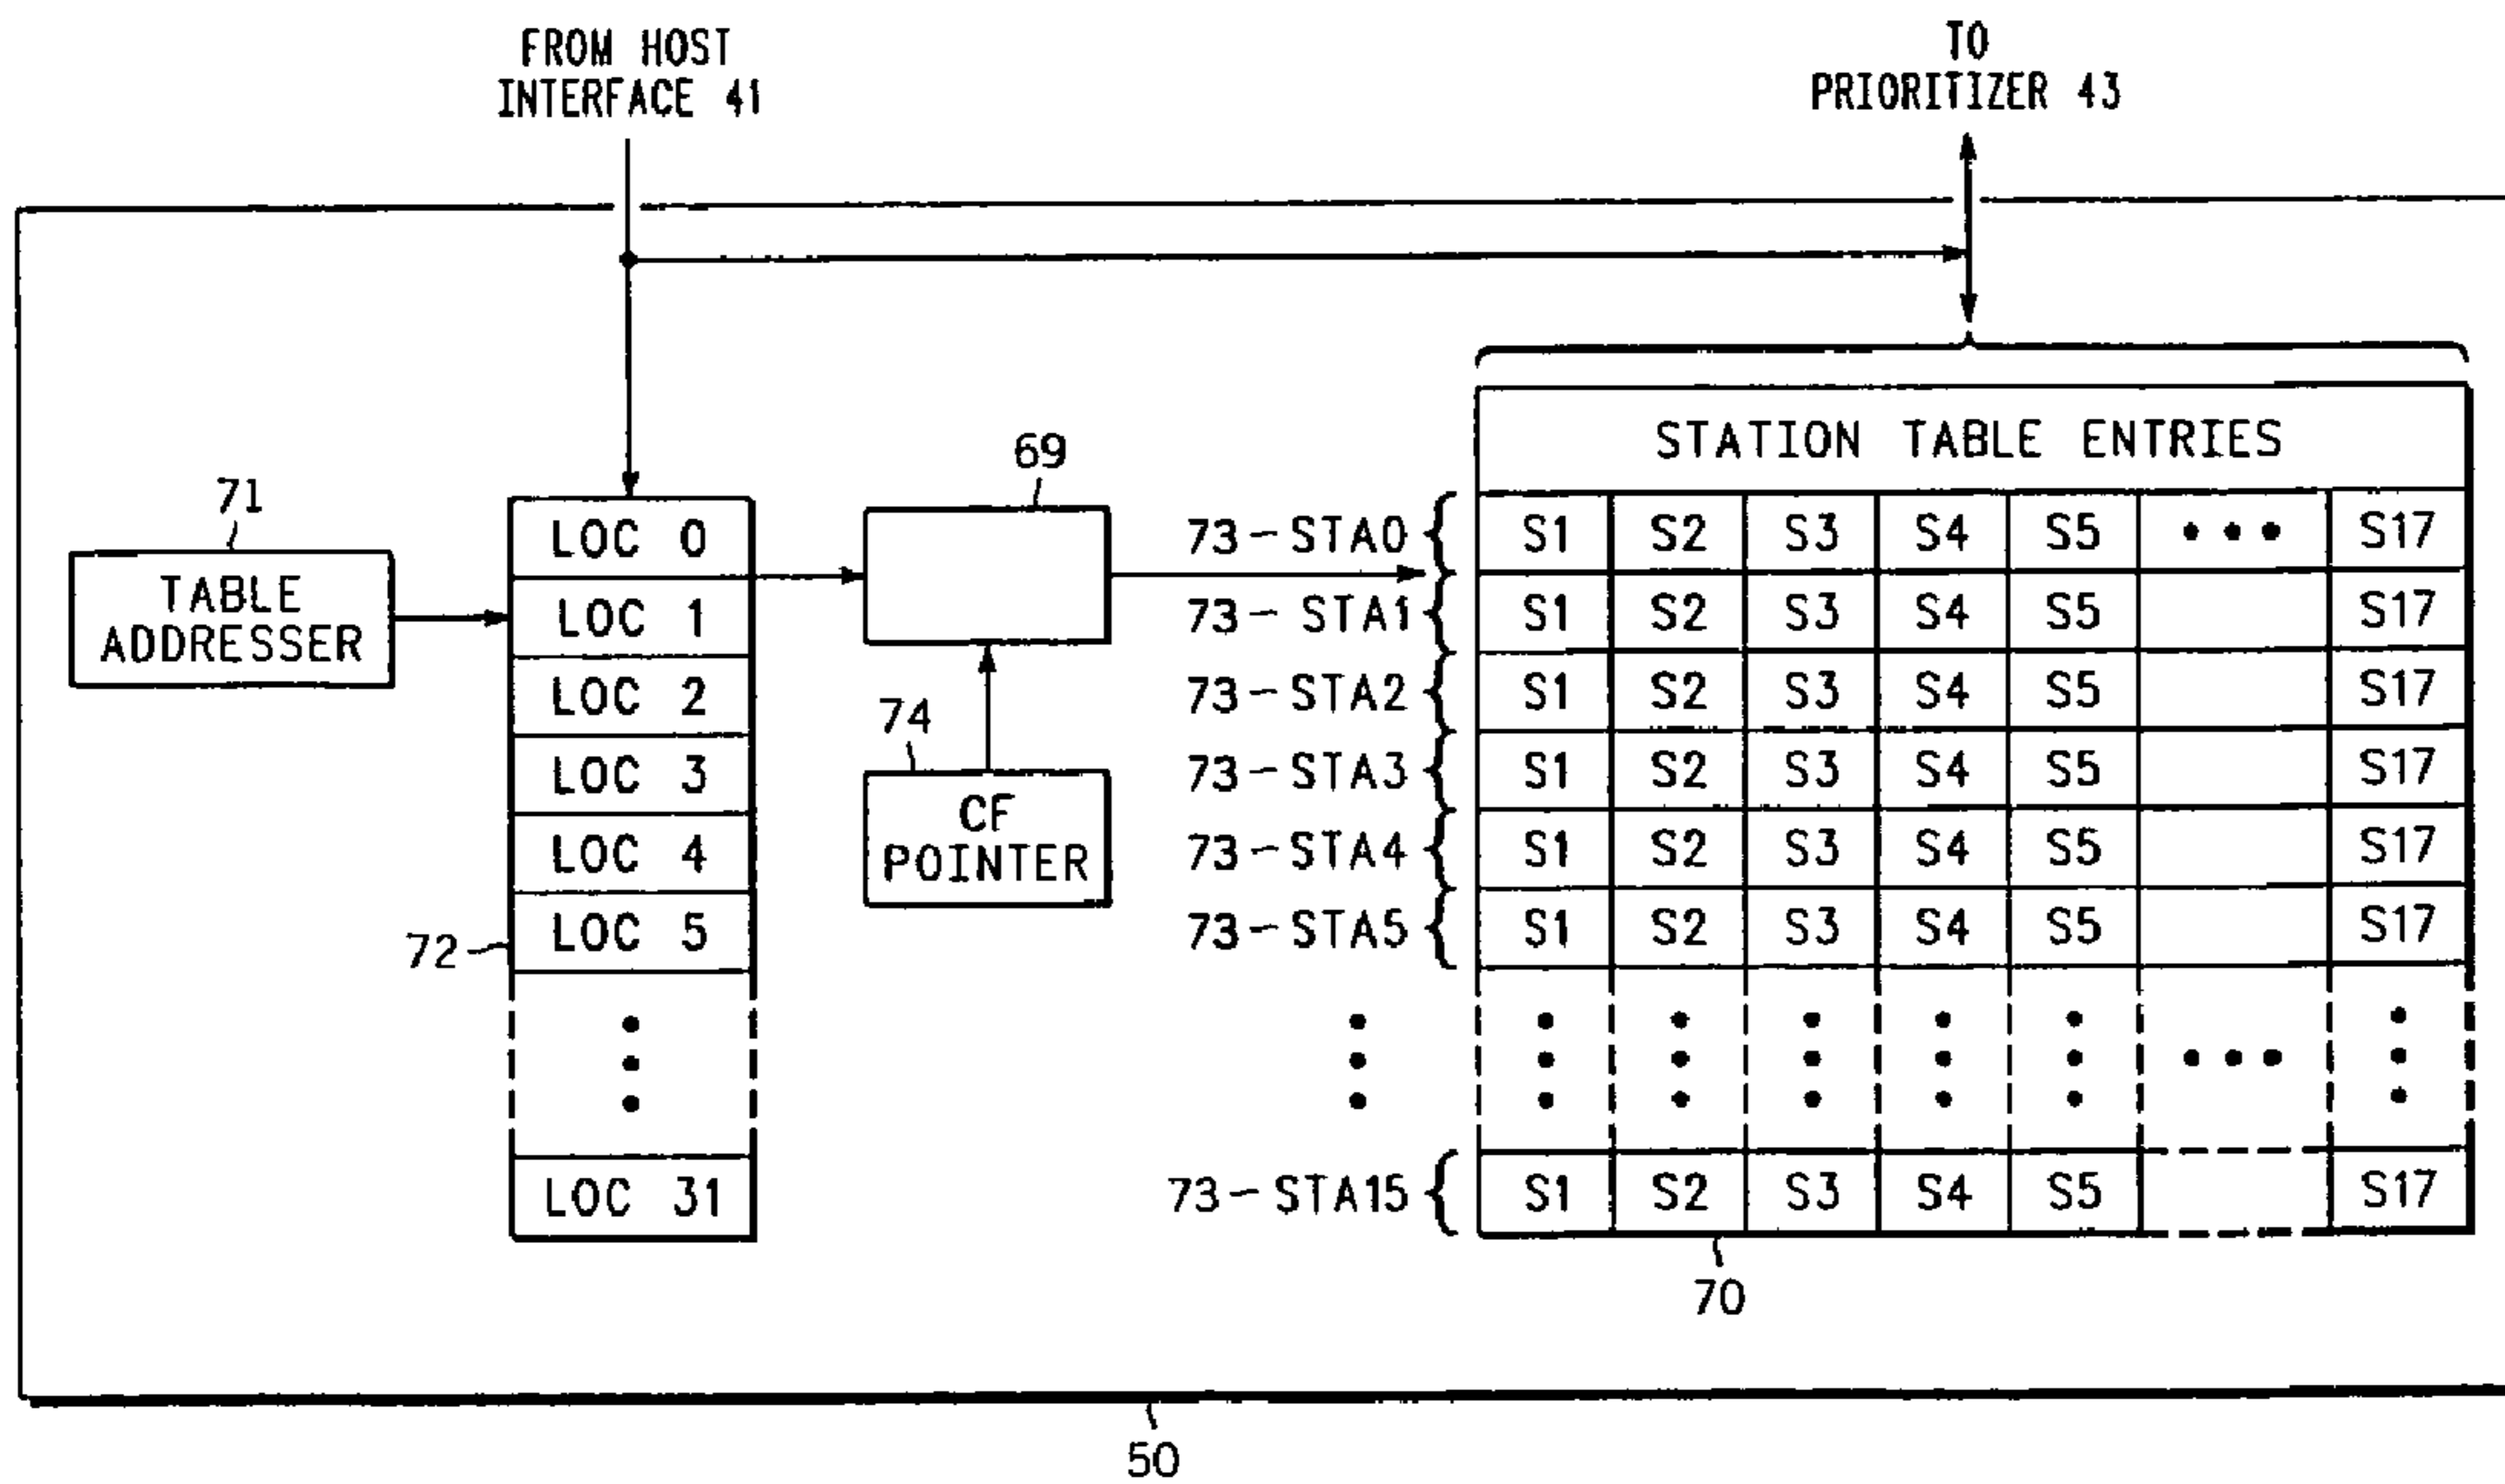 FROM HOST
INTERFACE 41
TO
PRIORITIZER 43
71
TABLE
ADDRESSER
LOC 0
LOC 1
LOC 2
LOC 3
LOC 4
LOC 5
LOC 31
72
69
74
CF
POINTER
STATION TABLE ENTRIES
73-STA0 S1 S2 S3 S4 S5 ••• S17
73-STA1 S1 S2 S3 S4 S5 S17
73-STA2 S1 S2 S3 S4 S5 S17
73-STA3 S1 S2 S3 S4 S5 S17
73-STA4 S1 S2 S3 S4 S5 S17
73-STA5 S1 S2 S3 S4 S5 S17
73-STA15 S1 S2 S3 S4 S5 S17
70
50